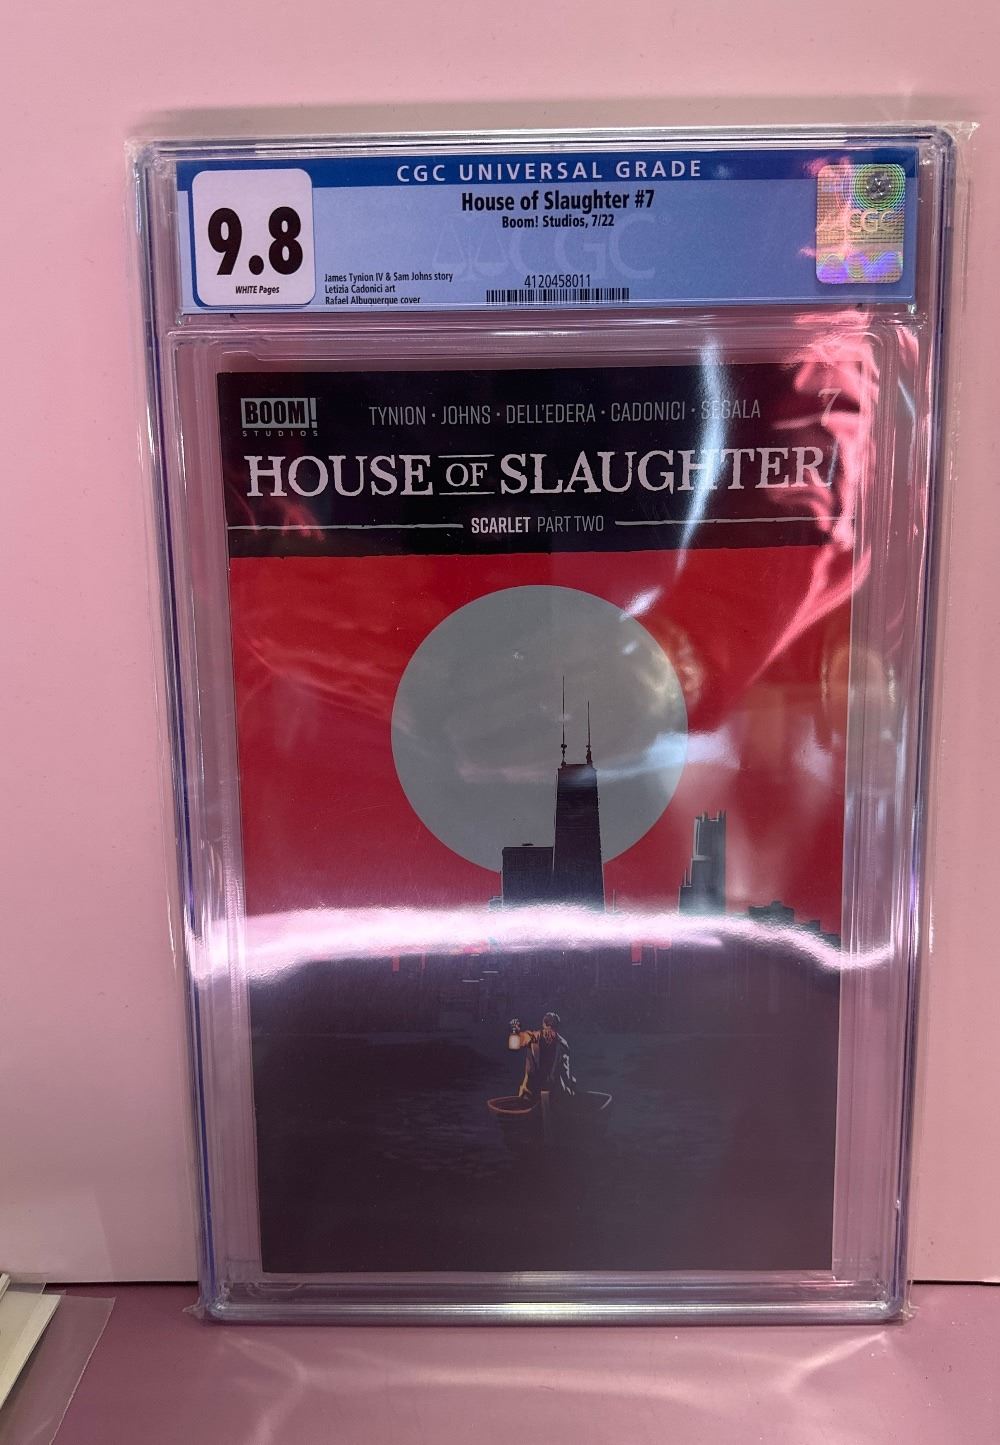 CGC UNIVERSAL GRADE
9.8
WHITE Pages
House of Slaughter #7
Boom! Studios, 7/22
James Tynion IV & Sam Johns story
Letizia Cadonici art
Rafael Albuquerque cover
4120458011
CGC
CGC
BOOM!
STUDIOS
TYNION · JOHNS · DELL'EDERA · CADONICI · SEGALA
7
HOUSE OF SLAUGHTER
SCARLET PART TWO